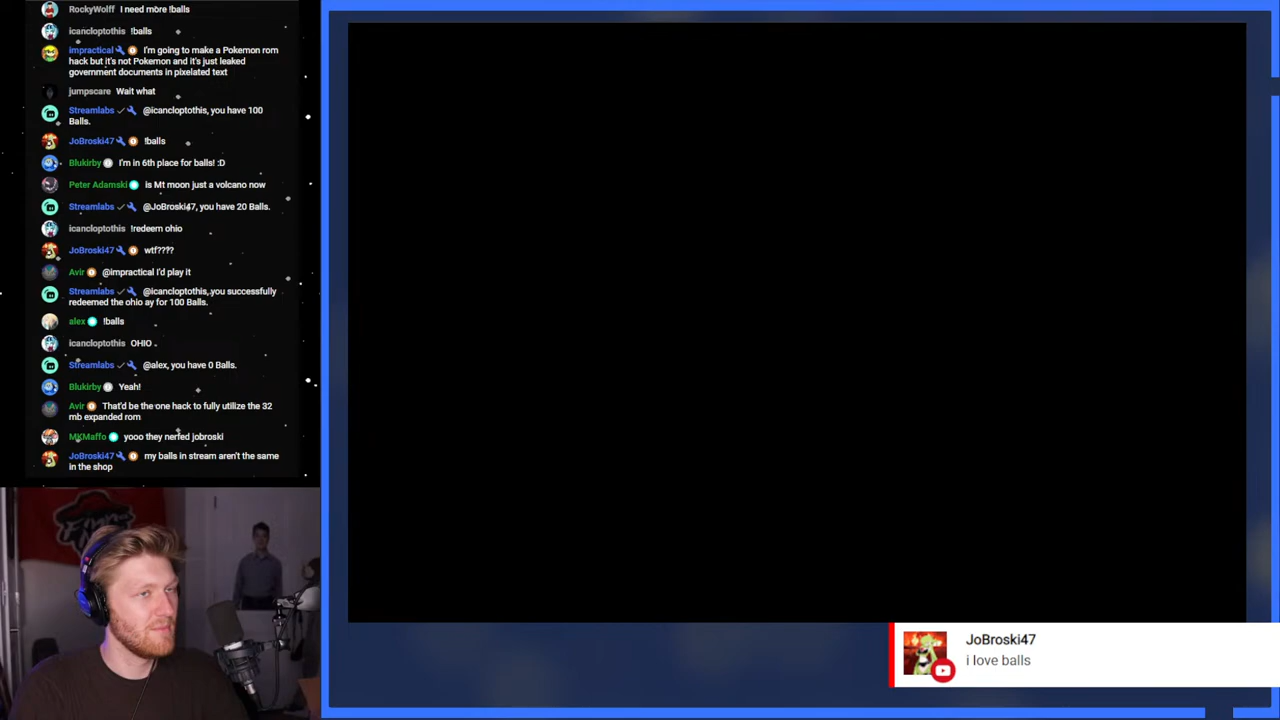 RockyWolff I need more !balls
icancloptothis !balls
impractical I'm going to make a Pokemon rom
hack but it's not Pokemon and it's just leaked
government documents in pixelated text
jumpscare Wait what
Streamlabs @icancloptothis, you have 100
Balls.
JoBroski47 !balls
Blukirby I'm in 6th place for balls! :D
Peter Adamski is Mt moon just a volcano now
Streamlabs @JoBroski47, you have 20 Balls.
icancloptothis !redeem ohio
JoBroski47 wtf????
Avir @impractical I'd play it
Streamlabs @icancloptothis, you successfully
redeemed the ohio ay for 100 Balls.
alex !balls
icancloptothis OHIO
Streamlabs @alex, you have 0 Balls.
Blukirby Yeah!
Avir That'd be the one hack to fully utilize the 32
mb expanded rom
MKMaffo yooo they nerfed jobroski
JoBroski47 my balls in stream aren't the same
in the shop
JoBroski47
i love balls